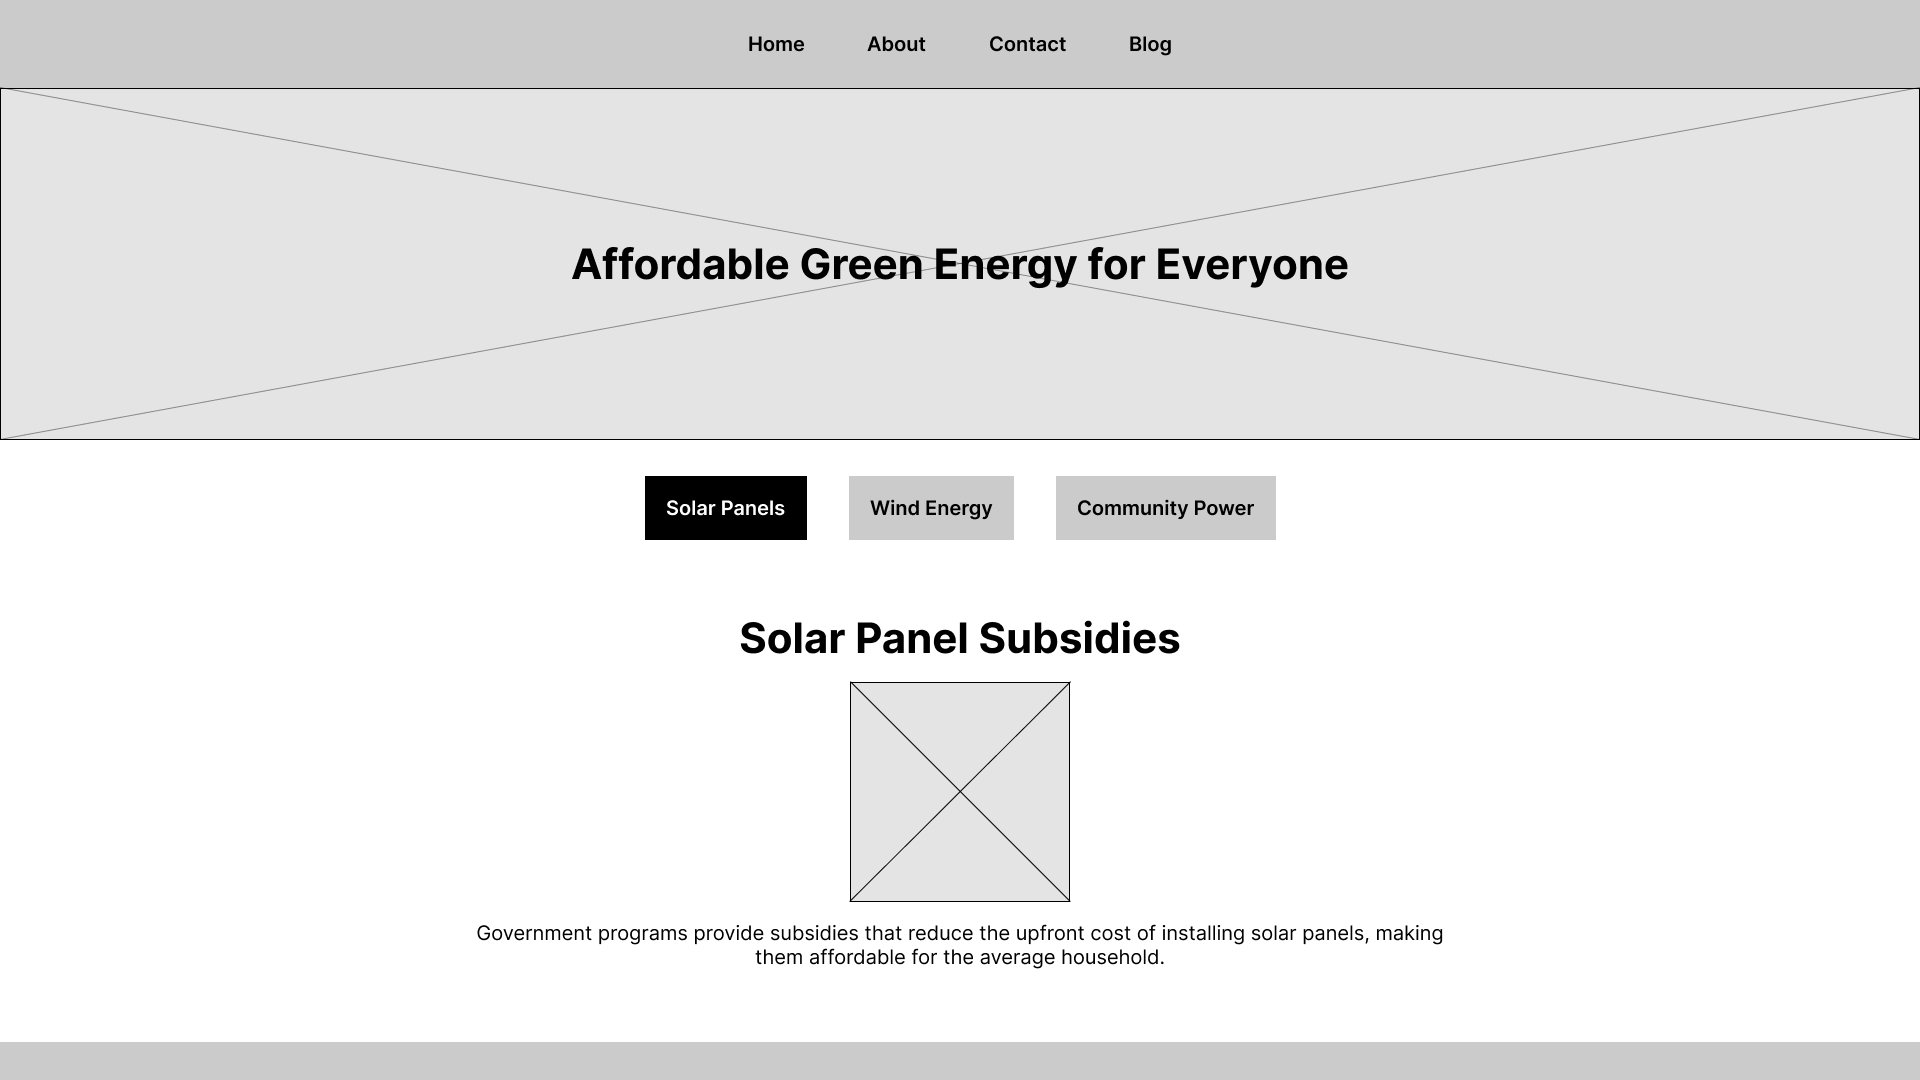 Home About Contact Blog
Affordable Green Energy for Everyone
Solar Panels Wind Energy Community Power
Solar Panel Subsidies
Government programs provide subsidies that reduce the upfront cost of installing solar panels, making
them affordable for the average household.